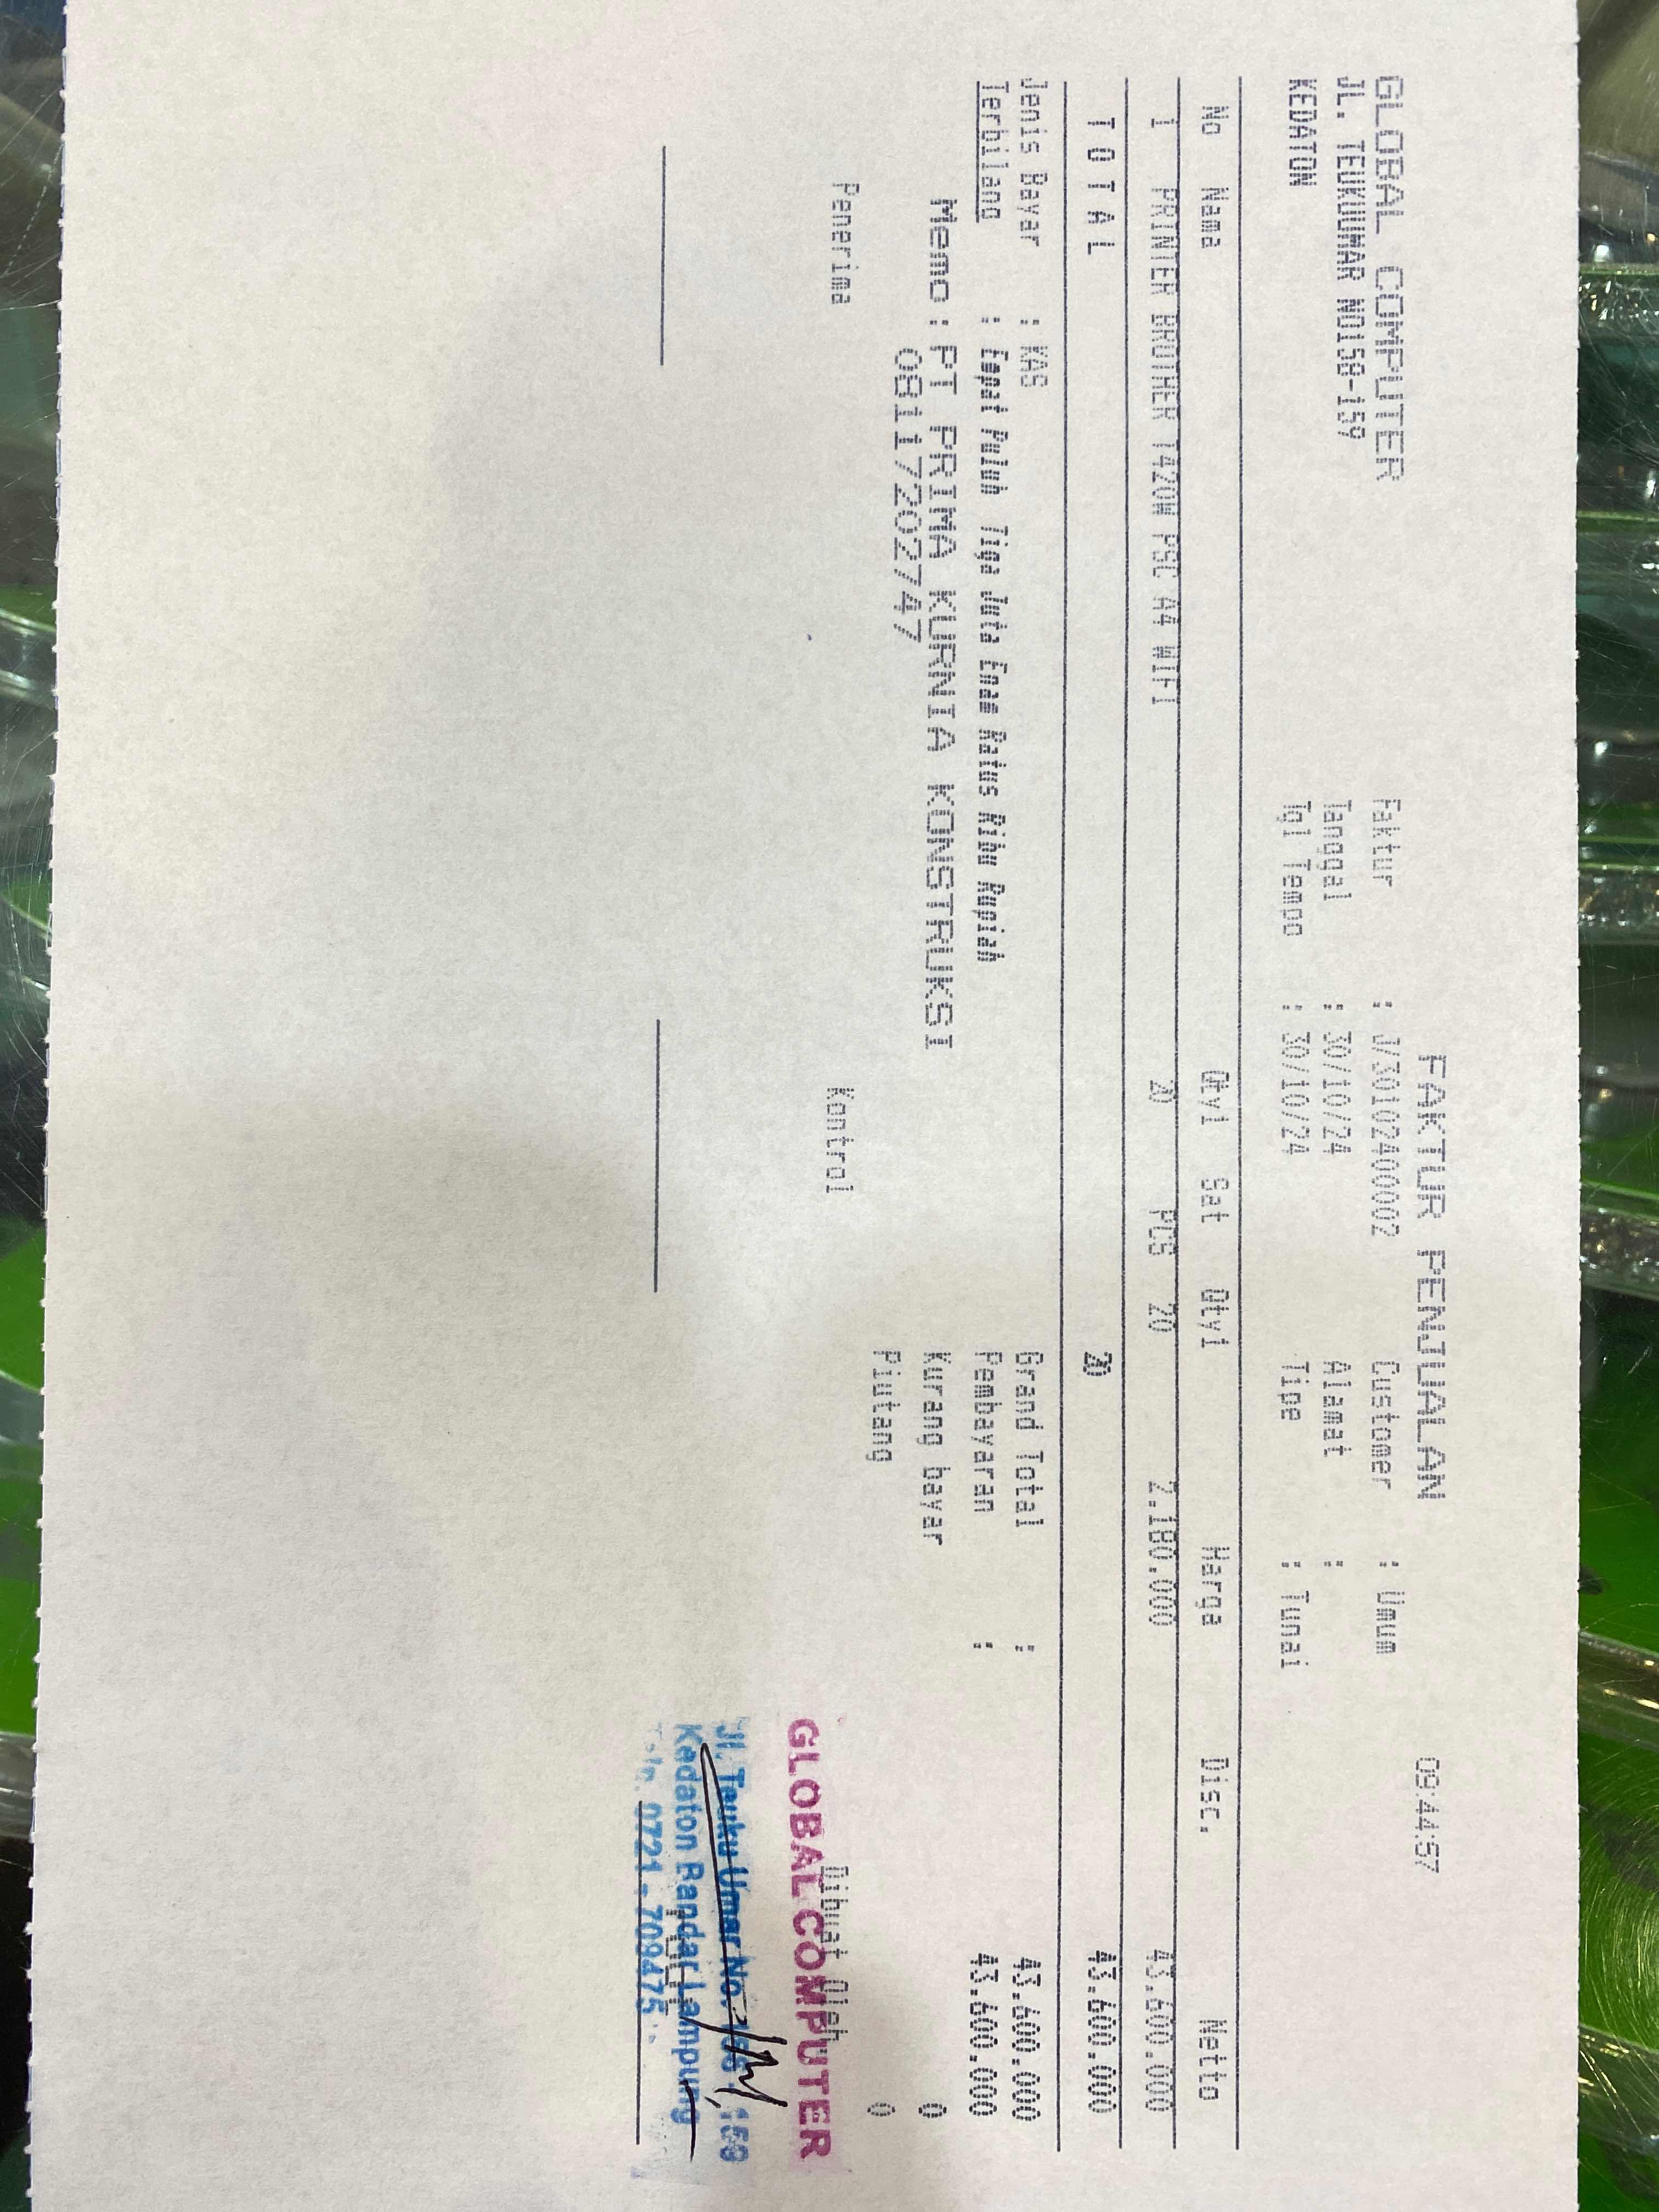 FAKTUR PENJUALAN 09:44:57
GLOBAL COMPUTER Faktur : J/30102400002 Customer : Umum
JL. TEUKUUMAR NO158-159 Tanggal : 30/10/24 Alamat :
KEDATON Tgl Tempo : 30/10/24 Tipe : Tunai
No Nama Qty1 Sat Qty1 Harga Disc. Netto
1 PRINTER BROTHER T420W PSC A4 WIFI 20 PCS 20 2.180.000 43.600.000
T O T A L 20 43.600.000
Jenis Bayar : KAS Grand Total : 43.600.000
Terbilang : Empat Puluh Tiga Juta Enam Ratus Ribu Rupiah Pembayaran : 43.600.000
Memo : PT PRIMA KURNIA KONSTRUKSI Kurang bayar 0
08117202747 Piutang 0
Penerima Kontrol Dibuat Oleh
GLOBAL COMPUTER
Jl. Teuku Umar No. 158 - 159
Kedaton Bandar Lampung
0721 - 709475